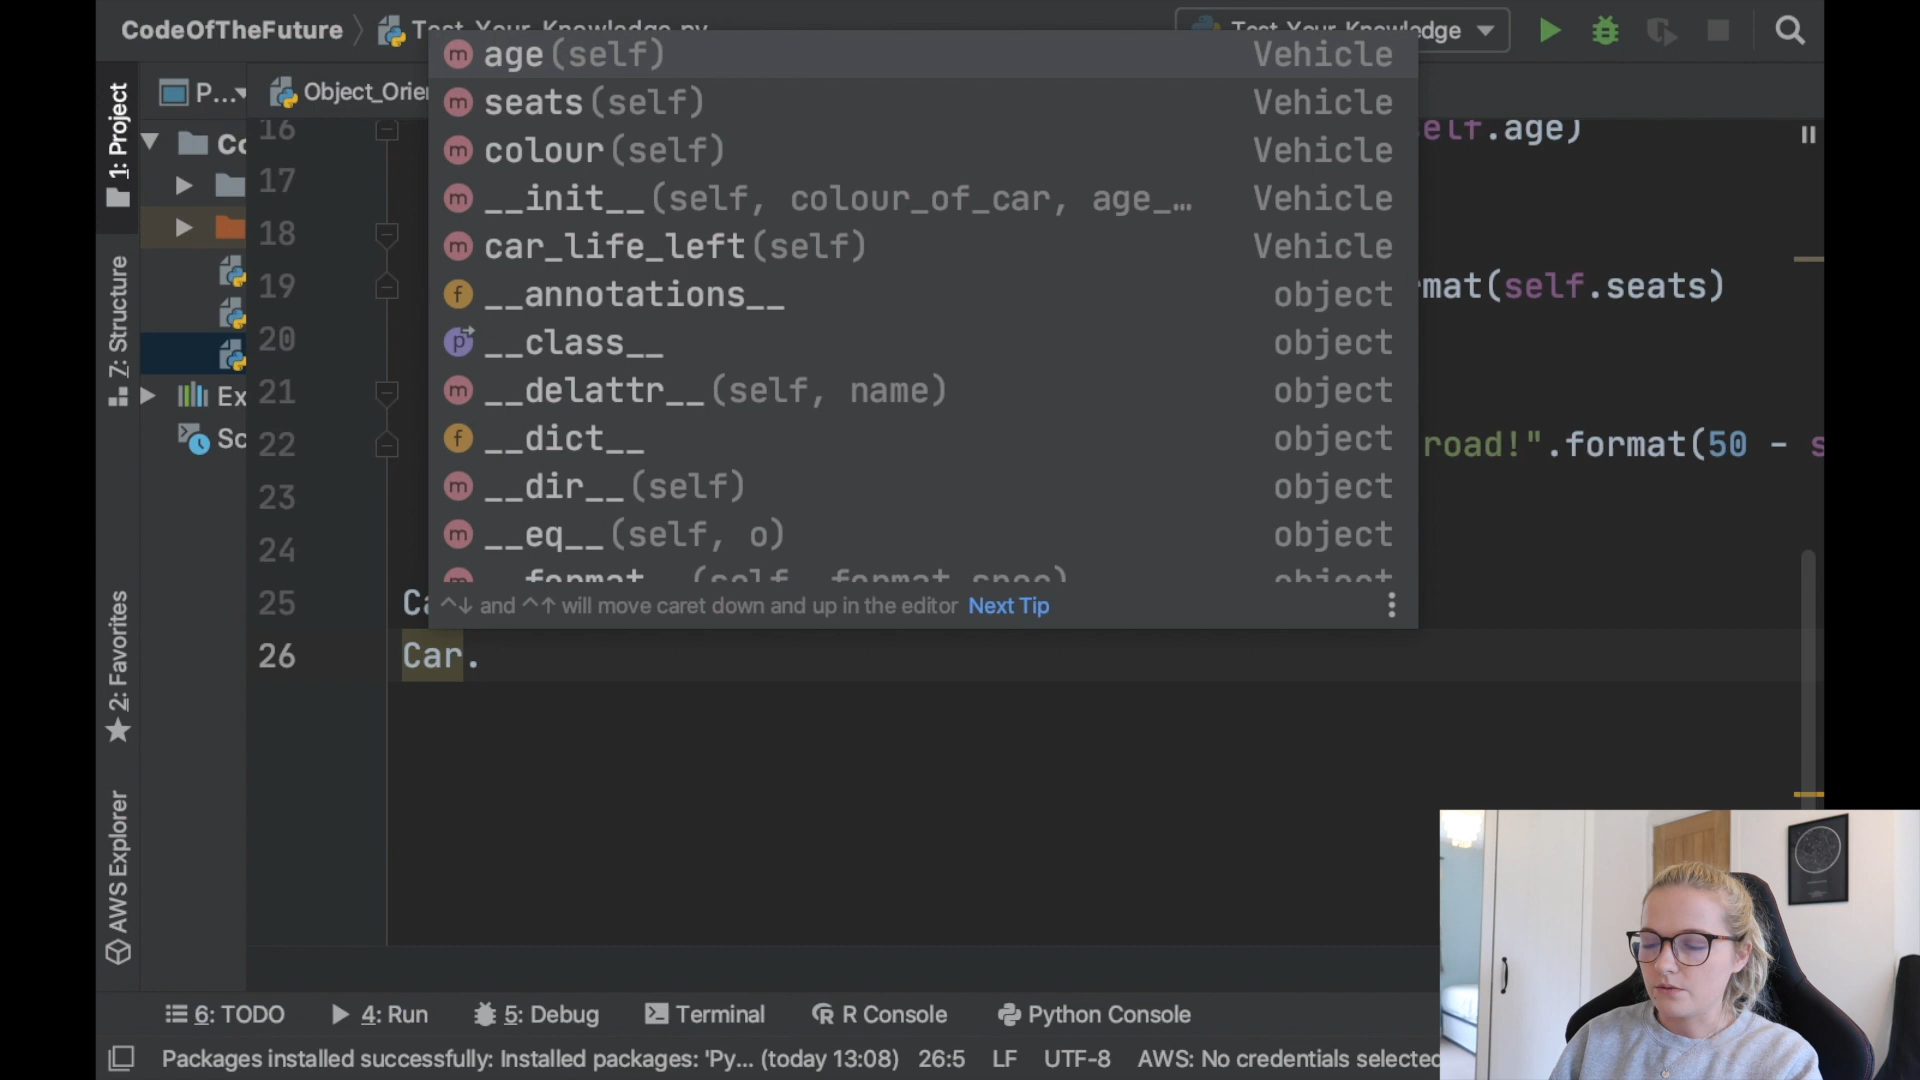 CodeOfTheFuture
Test_Your_Knowledge.py
Test Your Knowledge
1: Project
P...
Object_Orie
age(self) Vehicle
seats(self) Vehicle
colour(self) Vehicle
__init__(self, colour_of_car, age_… Vehicle
car_life_left(self) Vehicle
__annotations__ object
__class__ object
__delattr__(self, name) object
__dict__ object
__dir__(self) object
__eq__(self, o) object
__format__(self, format_spec) object
^↓ and ^↑ will move caret down and up in the editor Next Tip
Co
Ex
Sc
16 self.age)
17
18
19 rmat(self.seats)
20
21
22 road!".format(50 - s
23
24
25 Ca
26 Car.
Z: Structure
2: Favorites
AWS Explorer
6: TODO 4: Run 5: Debug Terminal R Console Python Console
Packages installed successfully: Installed packages: 'Py... (today 13:08) 26:5 LF UTF-8 AWS: No credentials selected